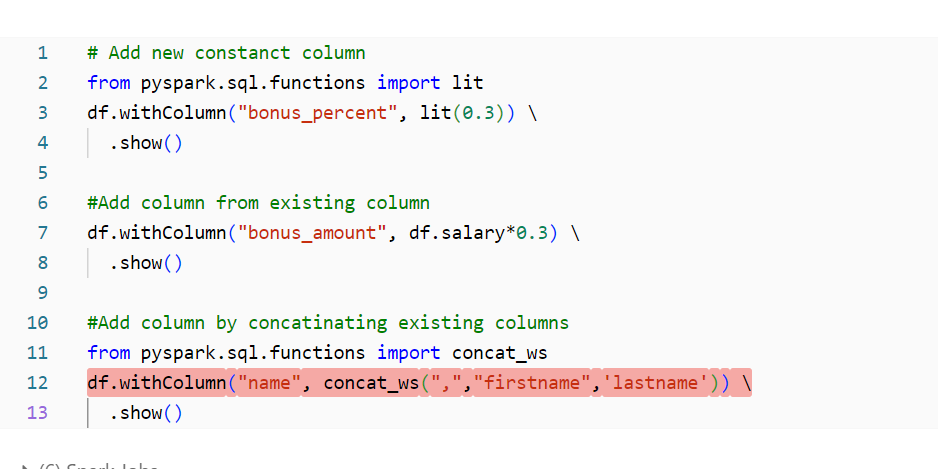 1 # Add new constanct column
2 from pyspark.sql.functions import lit
3 df.withColumn("bonus_percent", lit(0.3)) \
4 .show()
5
6 #Add column from existing column
7 df.withColumn("bonus_amount", df.salary*0.3) \
8 .show()
9
10 #Add column by concatinating existing columns
11 from pyspark.sql.functions import concat_ws
12 df.withColumn("name", concat_ws(",","firstname",'lastname')) \
13 .show()
(6) Spark Jobs